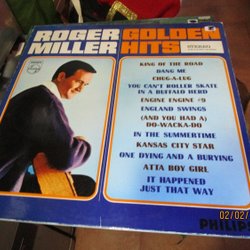 ROGER GOLDEN
MILLER HITS
KING OF THE ROAD
DANG ME
CHUG-A-LUG
YOU CAN'T ROLLER SKATE
IN A BUFFALO HERD
ENGINE ENGINE #9
ENGLAND SWINGS
(AND YOU HAD A)
DO-WACKA-DO
IN THE SUMMERTIME
KANSAS CITY STAR
ONE DYING AND A BURYING
ATTA BOY GIRL
IT HAPPENED
JUST THAT WAY
PHILIPS
02/02/